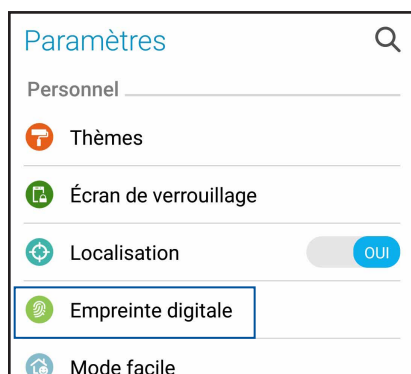 Paramètres
Personnel
Thèmes
Écran de verrouillage
Localisation OUI
Empreinte digitale
Mode facile